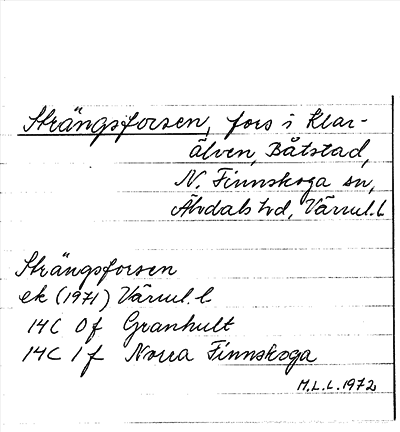 Strängsforsen, fors i Klar-
älven, Båtstad,
N. Finnskoga sn,
Älvdals hd, Värml. l
Strängsforsen
ek (1971) Värml. l
14C 0f Granhult
14C 1f Norra Finnskoga
M.L.L. 1972